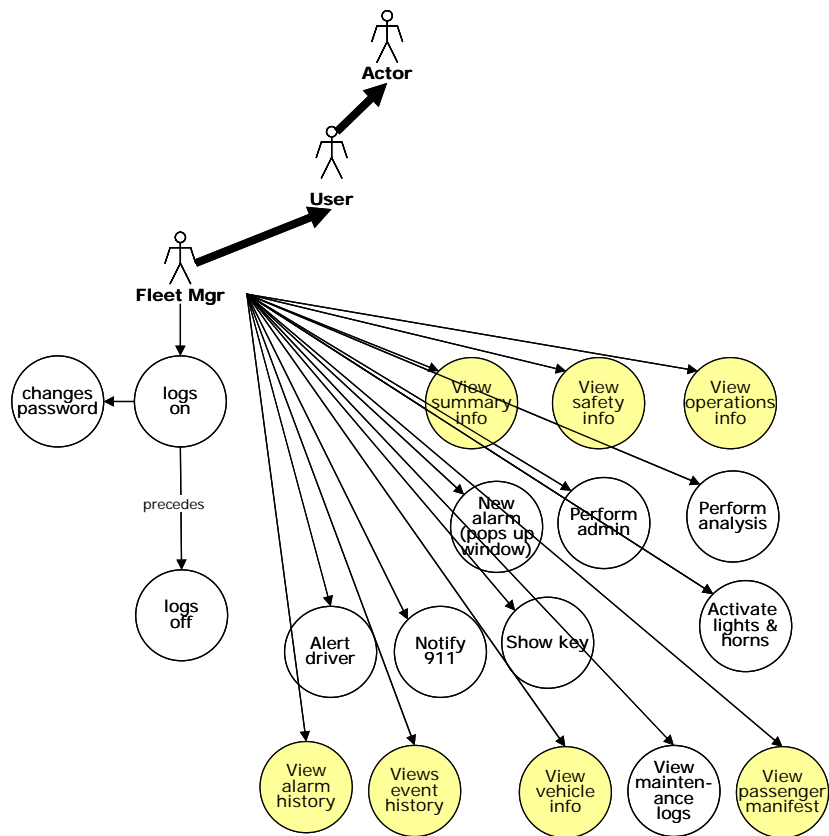 Actor
User
Fleet Mgr
changes
password
logs
on
View
summary
info
View
safety
info
View
operations
info
precedes
New
alarm
(pops up
window)
Perform
admin
Perform
analysis
logs
off
Alert
driver
Notify
911
Show key
Activate
lights &
horns
View
alarm
history
Views
event
history
View
vehicle
info
View
mainten-
ance
logs
View
passenger
manifest